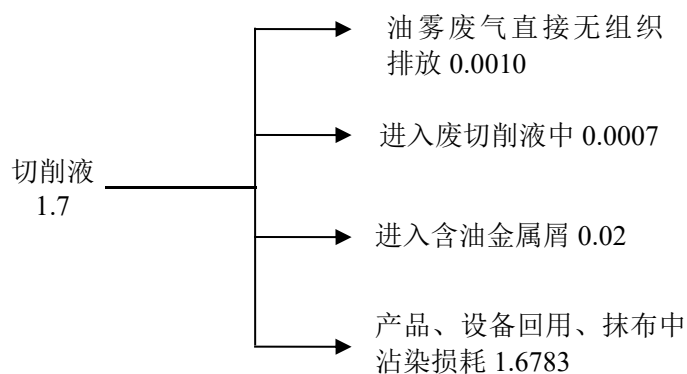 油雾废气直接无组织
排放 0.0010
进入废切削液中 0.0007
切削液
1.7
进入含油金属屑 0.02
产品、设备回用、抹布中
沾染损耗 1.6783